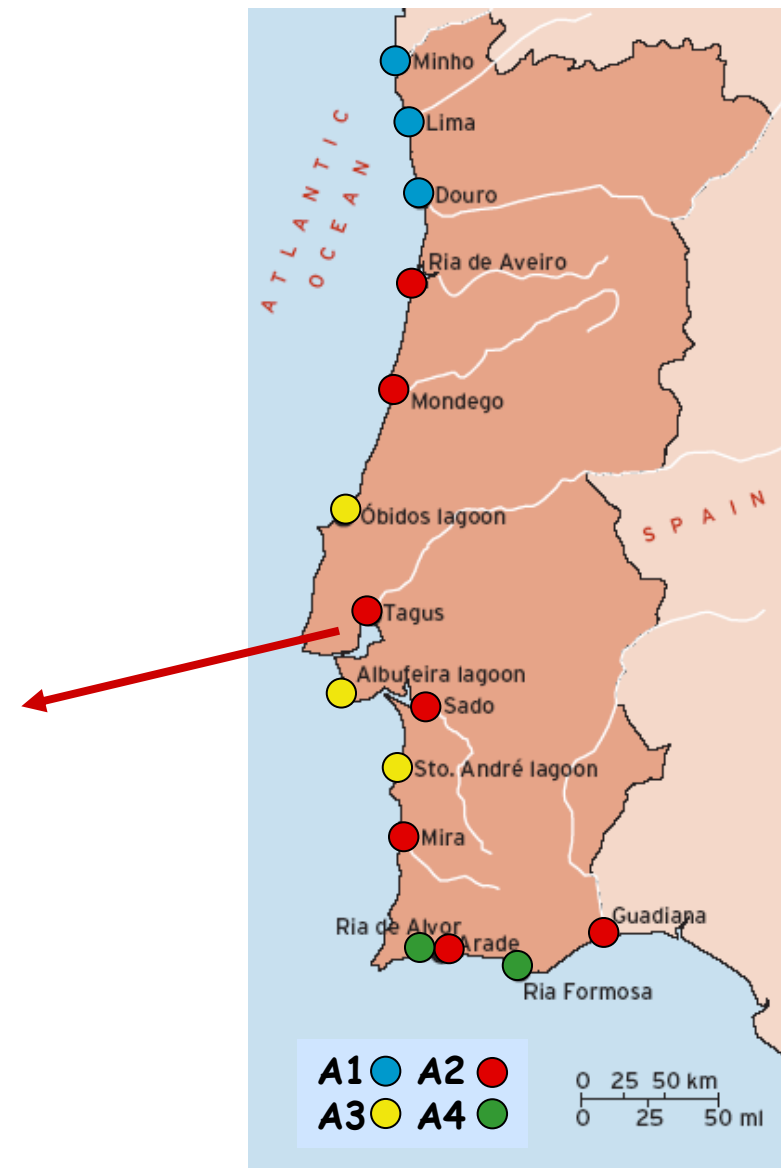 Minho
Lima
ATLANTIC
OCEAN
Douro
Ria de Aveiro
Mondego
Óbidos lagoon
SPAIN
Tagus
Albufeira lagoon
Sado
Sto. André lagoon
Mira
Guadiana
Ria de Alvor
Arade
Ria Formosa
A1 A2
A3 A4
0 25 50 km
0 25 50 ml